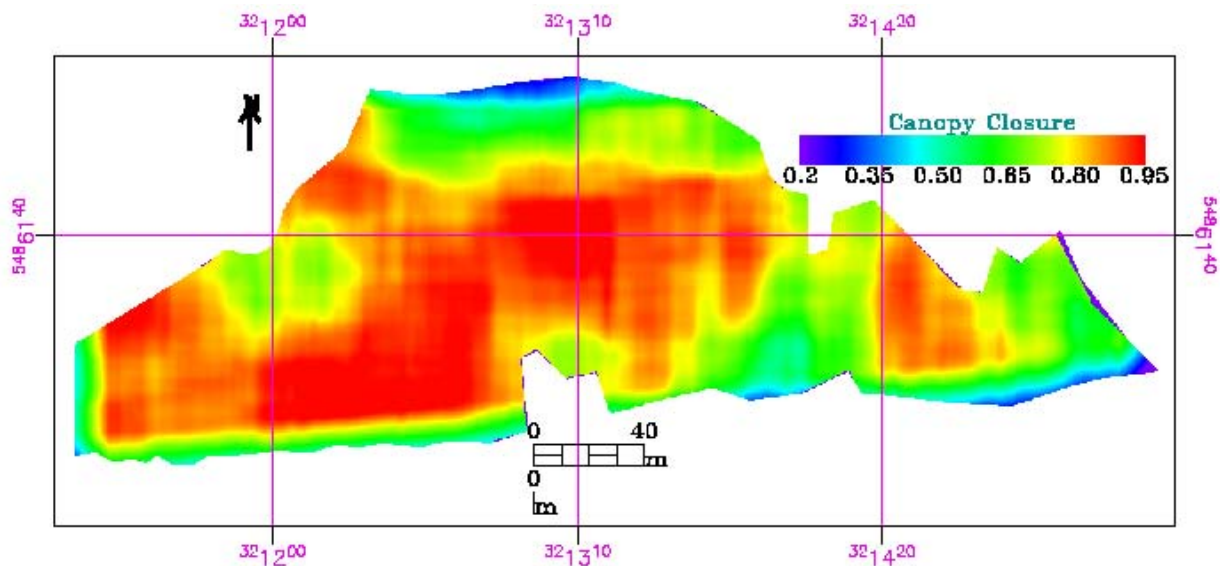 ³²12⁰⁰ ³²13¹⁰ ³²14²⁰
Canopy Closure
0.2 0.35 0.50 0.65 0.80 0.95
⁵⁴⁸61⁴⁰ ⁵⁴⁸61⁴⁰
0 40
m
0
m
³²12⁰⁰ ³²13¹⁰ ³²14²⁰